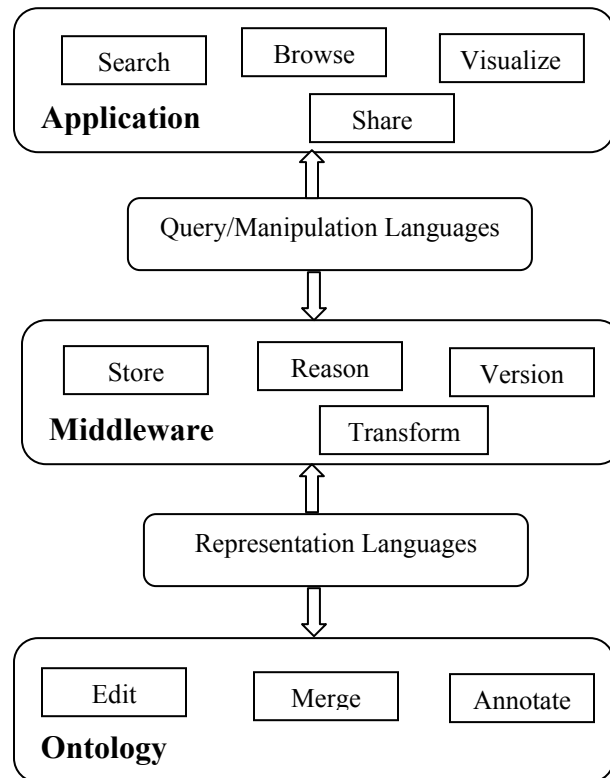 Search
Browse
Visualize
Application
Share
Query/Manipulation Languages
Store
Reason
Version
Middleware
Transform
Representation Languages
Edit
Merge
Annotate
Ontology